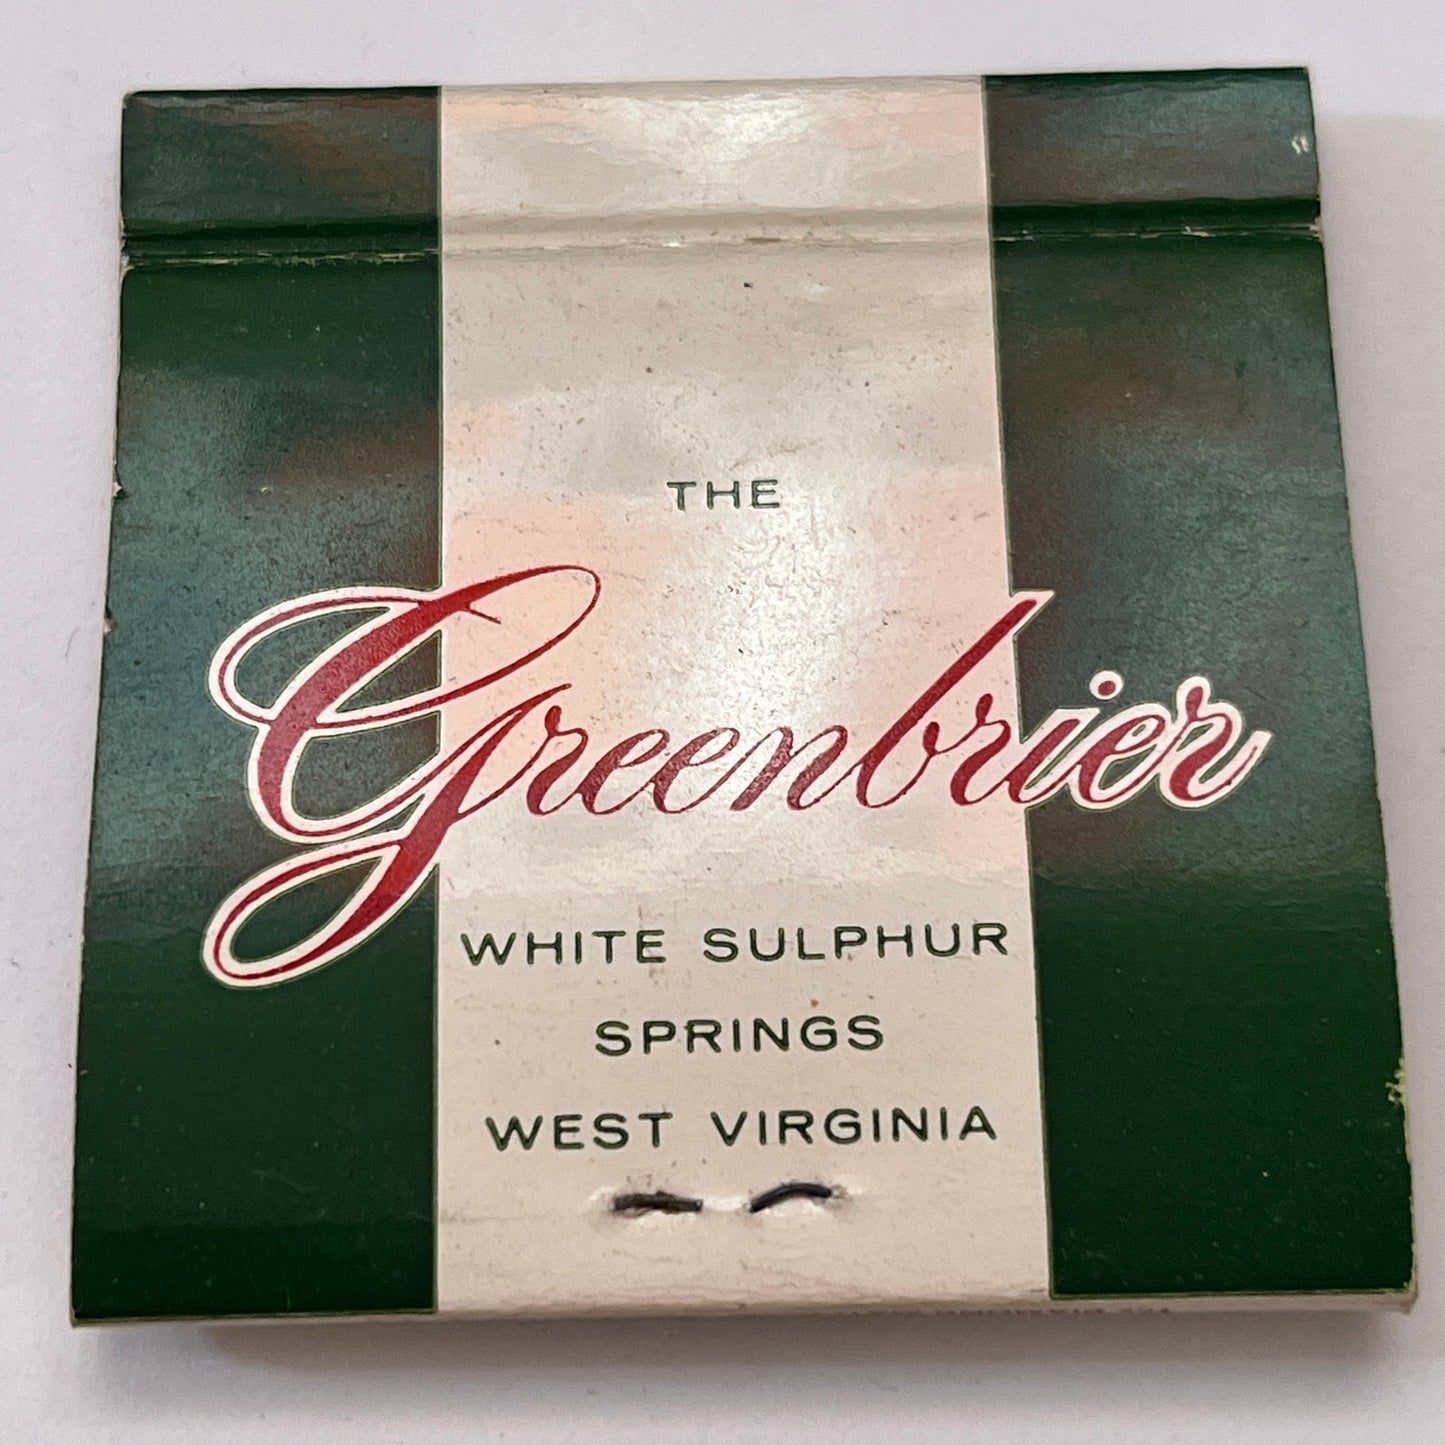 THE
Greenbrier
WHITE SULPHUR
SPRINGS
WEST VIRGINIA